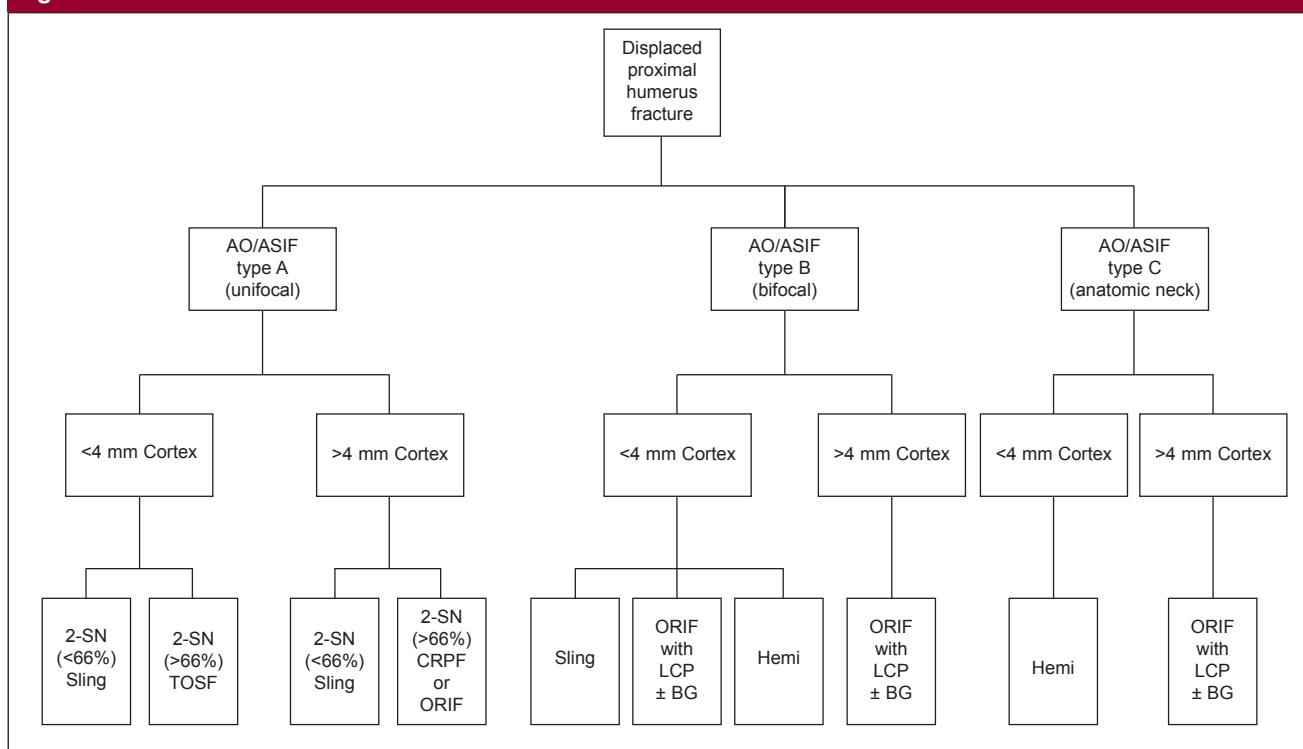 Displaced
proximal
humerus
fracture
AO/ASIF
type A
(unifocal)
AO/ASIF
type B
(bifocal)
AO/ASIF
type C
(anatomic neck)
<4 mm Cortex
>4 mm Cortex
<4 mm Cortex
>4 mm Cortex
<4 mm Cortex
>4 mm Cortex
2-SN
(<66%)
Sling
2-SN
(>66%)
TOSF
2-SN
(<66%)
Sling
2-SN
(>66%)
CRPF
or
ORIF
Sling
ORIF
with
LCP
± BG
Hemi
ORIF
with
LCP
± BG
Hemi
ORIF
with
LCP
± BG